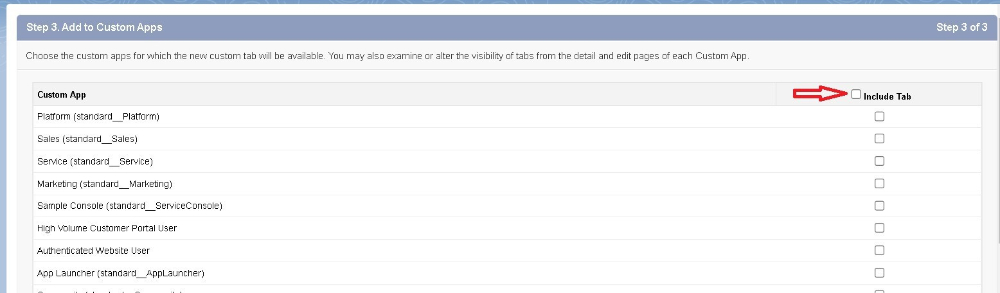 Step 3. Add to Custom Apps
Step 3 of 3
Choose the custom apps for which the new custom tab will be available. You may also examine or alter the visibility of tabs from the detail and edit pages of each Custom App.
Custom App
Include Tab
Platform (standard__Platform)
Sales (standard__Sales)
Service (standard__Service)
Marketing (standard__Marketing)
Sample Console (standard__ServiceConsole)
High Volume Customer Portal User
Authenticated Website User
App Launcher (standard__AppLauncher)